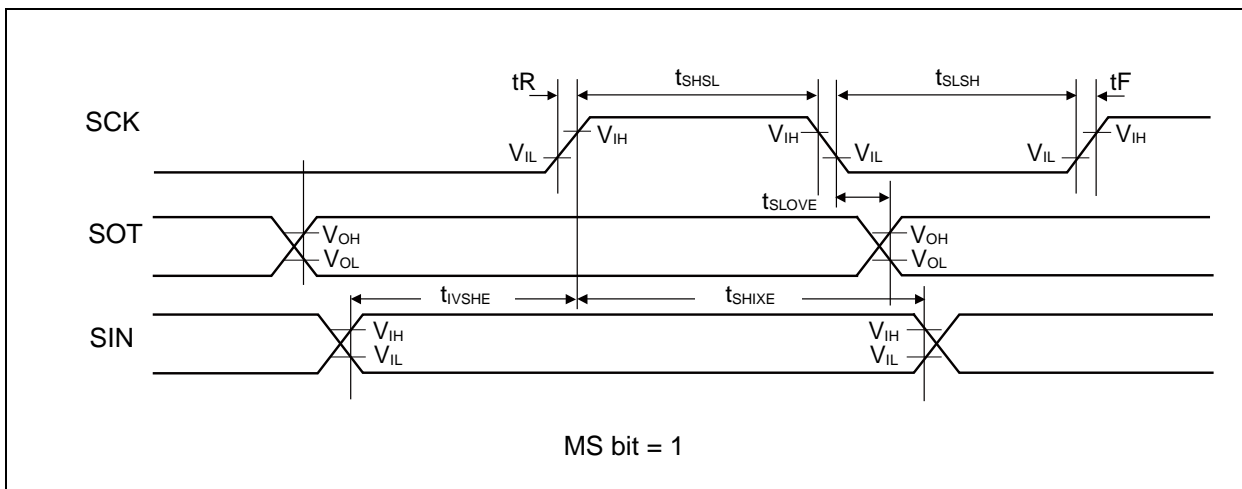 tR tSHSL tSLSH tF
SCK VIH VIH VIH
VIL VIL VIL
tSLOVE
SOT VOH VOH
VOL VOL
tIVSHE tSHIXE
SIN VIH VIH
VIL VIL
MS bit = 1